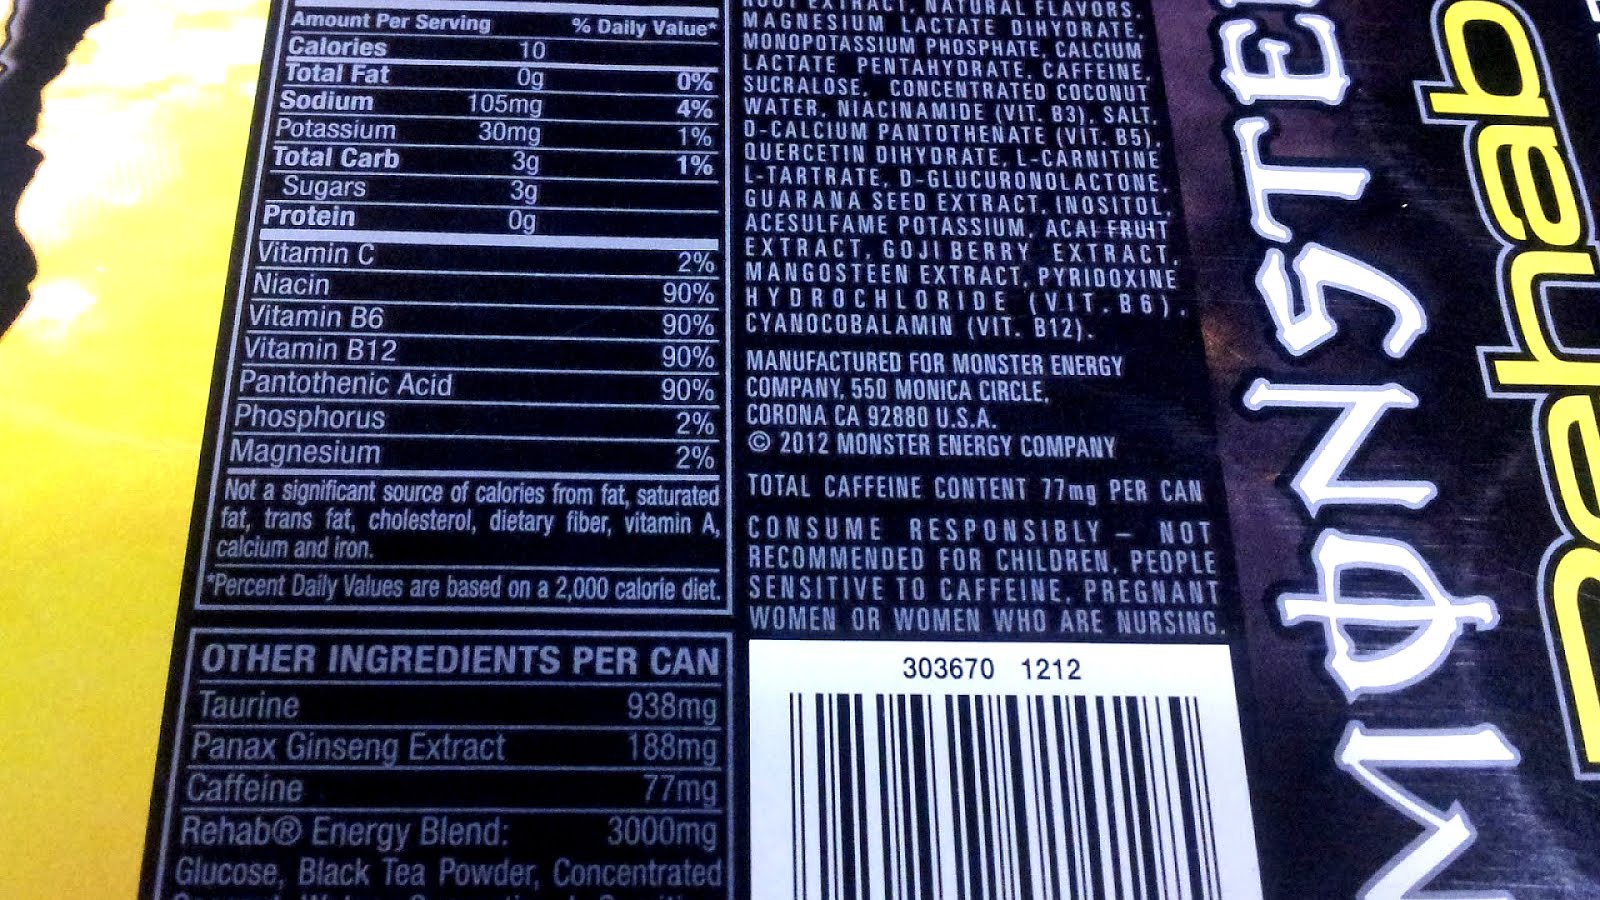 Amount Per Serving % Daily Value*
Calories 10
Total Fat 0g 0%
Sodium 105mg 4%
Potassium 30mg 1%
Total Carb 3g 1%
Sugars 3g
Protein 0g
Vitamin C 2%
Niacin 90%
Vitamin B6 90%
Vitamin B12 90%
Pantothenic Acid 90%
Phosphorus 2%
Magnesium 2%
Not a significant source of calories from fat, saturated
fat, trans fat, cholesterol, dietary fiber, vitamin A,
calcium and iron.
*Percent Daily Values are based on a 2,000 calorie diet.
OTHER INGREDIENTS PER CAN
Taurine 938mg
Panax Ginseng Extract 188mg
Caffeine 77mg
Rehab® Energy Blend: 3000mg
Glucose, Black Tea Powder, Concentrated
ROOT EXTRACT, NATURAL FLAVORS,
MAGNESIUM LACTATE DIHYDRATE,
MONOPOTASSIUM PHOSPHATE, CALCIUM
LACTATE PENTAHYDRATE, CAFFEINE,
SUCRALOSE, CONCENTRATED COCONUT
WATER, NIACINAMIDE (VIT. B3), SALT,
D-CALCIUM PANTOTHENATE (VIT. B5),
QUERCETIN DIHYDRATE, L-CARNITINE
L-TARTRATE, D-GLUCURONOLACTONE,
GUARANA SEED EXTRACT, INOSITOL,
ACESULFAME POTASSIUM, ACAI FRUIT
EXTRACT, GOJI BERRY EXTRACT,
MANGOSTEEN EXTRACT, PYRIDOXINE
HYDROCHLORIDE (VIT. B6),
CYANOCOBALAMIN (VIT. B12).
MANUFACTURED FOR MONSTER ENERGY
COMPANY, 550 MONICA CIRCLE,
CORONA CA 92880 U.S.A.
© 2012 MONSTER ENERGY COMPANY
TOTAL CAFFEINE CONTENT 77mg PER CAN
CONSUME RESPONSIBLY – NOT
RECOMMENDED FOR CHILDREN, PEOPLE
SENSITIVE TO CAFFEINE, PREGNANT
WOMEN OR WOMEN WHO ARE NURSING.
303670 1212
MONSTE
Rehab